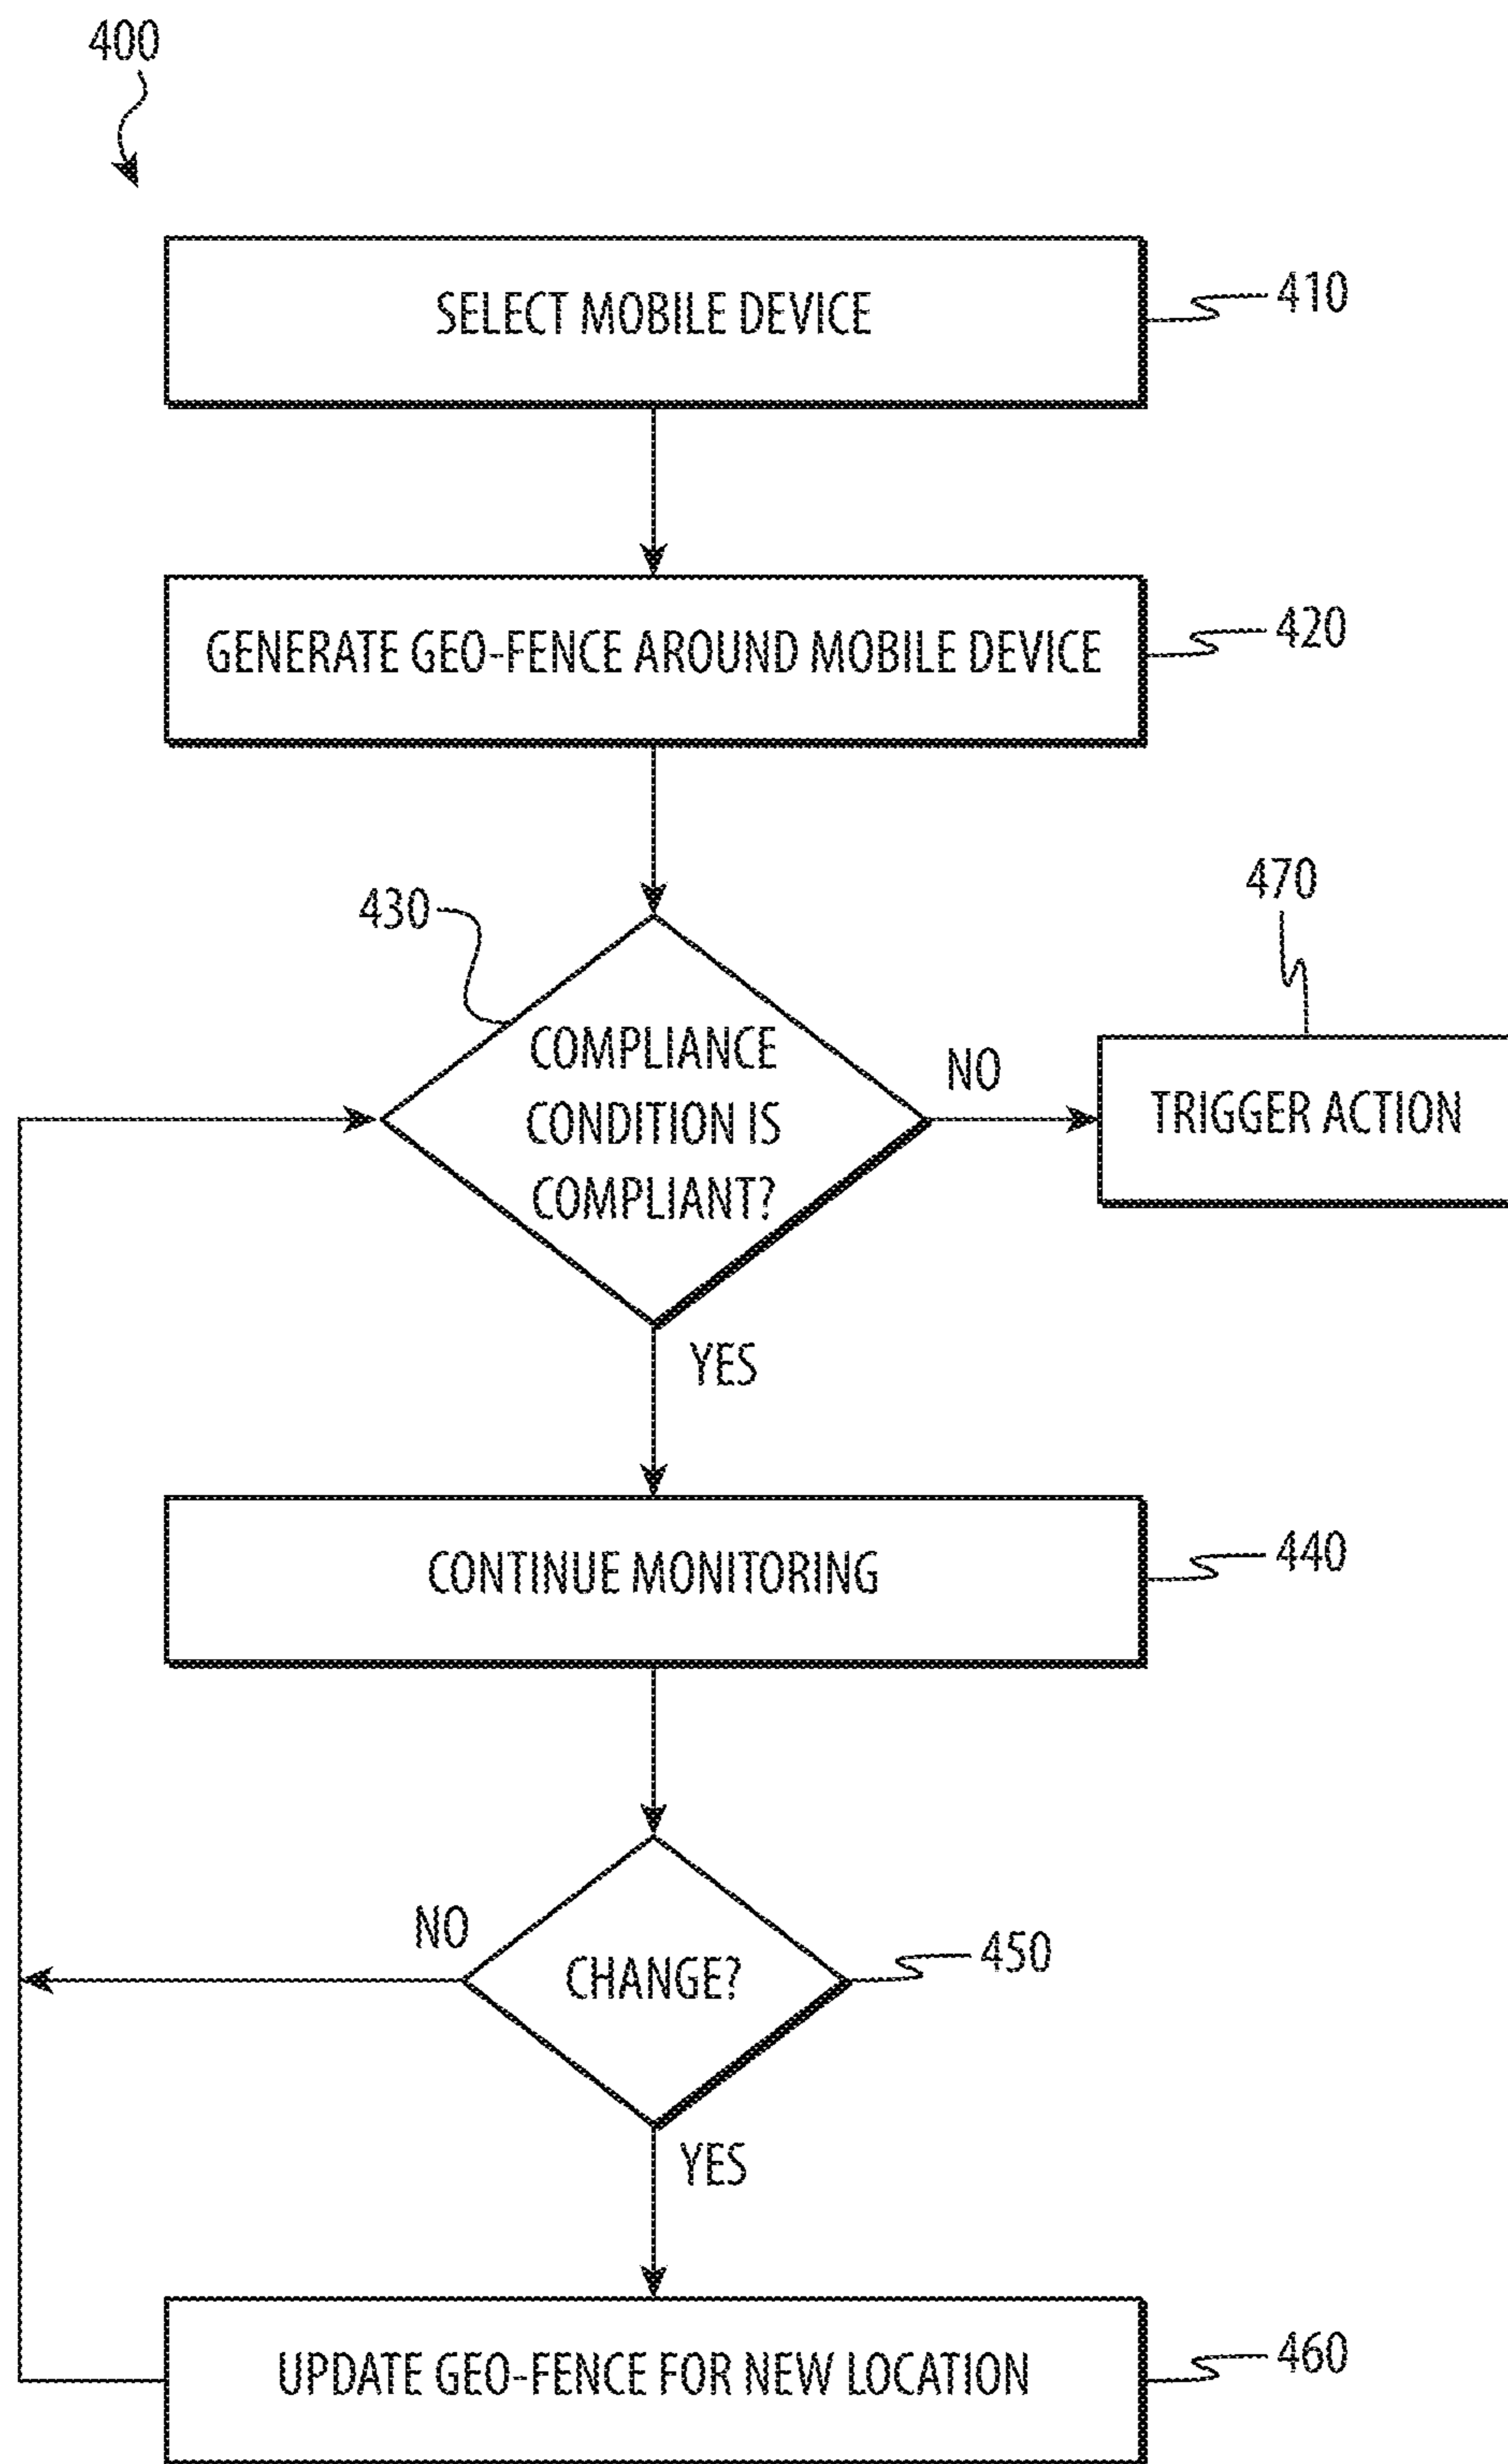 400
SELECT MOBILE DEVICE
410
GENERATE GEO-FENCE AROUND MOBILE DEVICE
420
430
COMPLIANCE
CONDITION IS
COMPLIANT?
NO
470
TRIGGER ACTION
YES
CONTINUE MONITORING
440
NO
CHANGE?
450
YES
UPDATE GEO-FENCE FOR NEW LOCATION
460